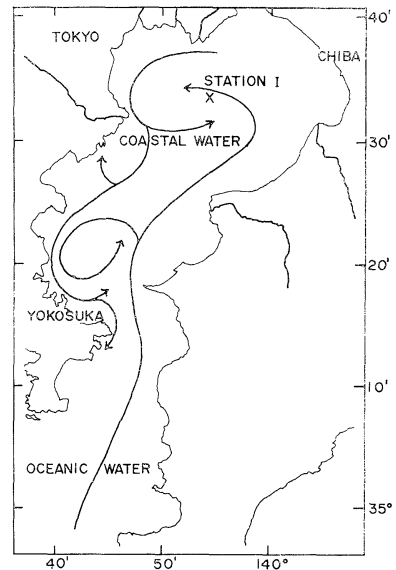 40'
TOKYO
CHIBA
STATION I
X
COASTAL WATER
30'
20'
YOKOSUKA
10'
OCEANIC WATER
35°
40' 50' 140°